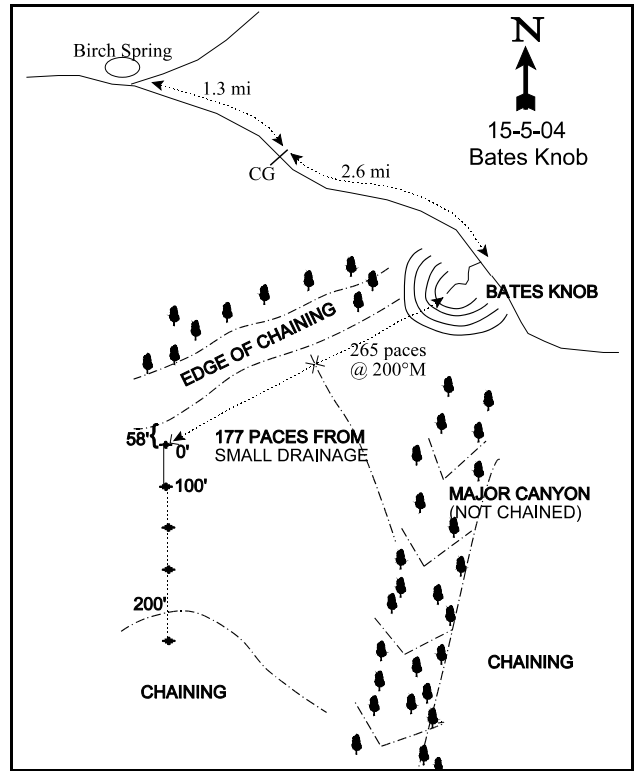 Birch Spring
N
1.3 mi
15-5-04
Bates Knob
CG
2.6 mi
BATES KNOB
EDGE OF CHAINING
265 paces
@ 200°M
58'{
0'
177 PACES FROM
SMALL DRAINAGE
100'
MAJOR CANYON
(NOT CHAINED)
200'
CHAINING
CHAINING